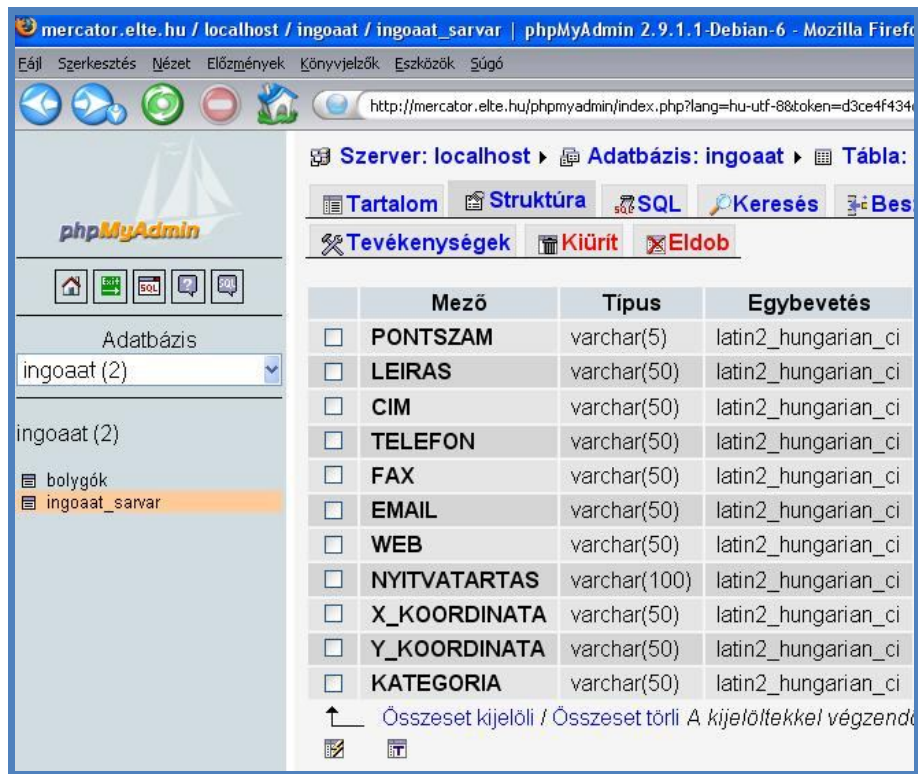 mercator.elte.hu / localhost / ingoaat / ingoaat_sarvar | phpMyAdmin 2.9.1.1-Debian-6 - Mozilla Firefo
Fájl Szerkesztés Nézet Előzmények Könyvjelzők Eszközök Súgó
http://mercator.elte.hu/phpmyadmin/index.php?lang=hu-utf-8&token=d3ce4f434
phpMyAdmin
Adatbázis
ingoaat (2)
ingoaat (2)
bolygók
ingoaat_sarvar
Szerver: localhost Adatbázis: ingoaat Tábla:
Tartalom Struktúra SQL Keresés Bes
Tevékenységek Kiürít Eldob
Mező Típus Egybevetés
PONTSZAM varchar(5) latin2_hungarian_ci
LEIRAS varchar(50) latin2_hungarian_ci
CIM varchar(50) latin2_hungarian_ci
TELEFON varchar(50) latin2_hungarian_ci
FAX varchar(50) latin2_hungarian_ci
EMAIL varchar(50) latin2_hungarian_ci
WEB varchar(50) latin2_hungarian_ci
NYITVATARTAS varchar(100) latin2_hungarian_ci
X_KOORDINATA varchar(50) latin2_hungarian_ci
Y_KOORDINATA varchar(50) latin2_hungarian_ci
KATEGORIA varchar(50) latin2_hungarian_ci
Összeset kijelöli / Összeset törli A kijelöltekkel végzend